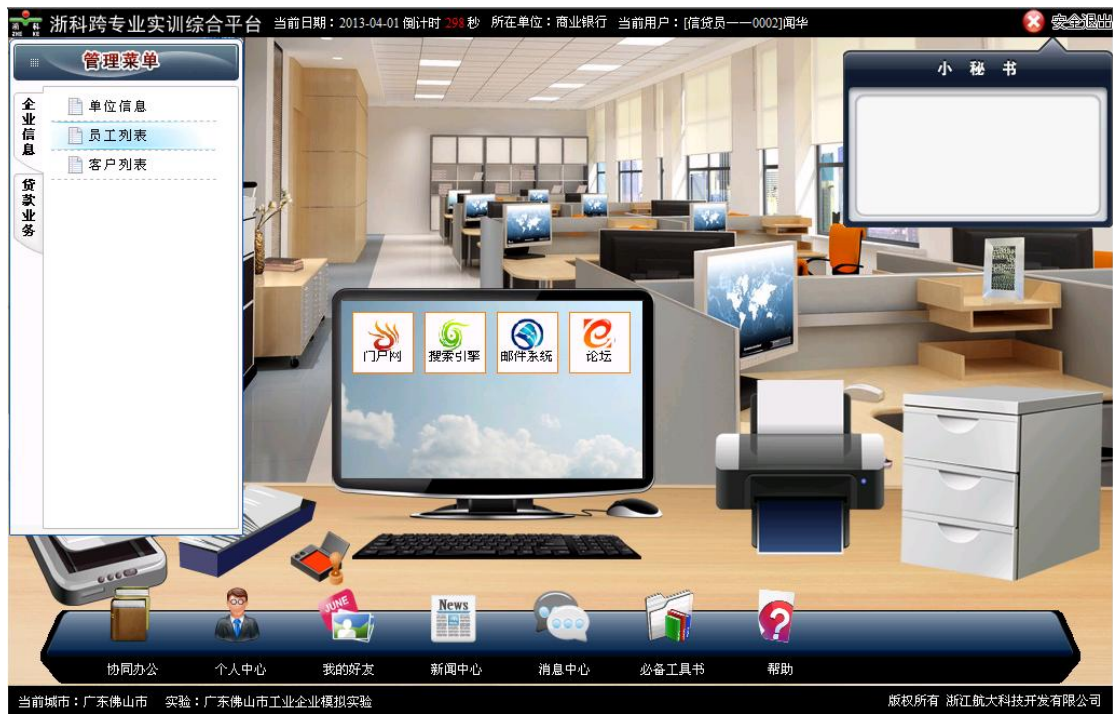 浙科
ZHE KE
浙科跨专业实训综合平台 当前日期：2013-04-01 倒计时 298 秒 所在单位：商业银行 当前用户：[信贷员——0002]闻华
安全退出
管理菜单
企业信息
单位信息
员工列表
客户列表
贷款业务
小秘书
门户网
搜索引擎
邮件系统
论坛
JUNE
News
协同办公
个人中心
我的好友
新闻中心
消息中心
必备工具书
帮助
当前城市：广东佛山市 实验：广东佛山市工业企业模拟实验
版权所有 浙江航大科技开发有限公司